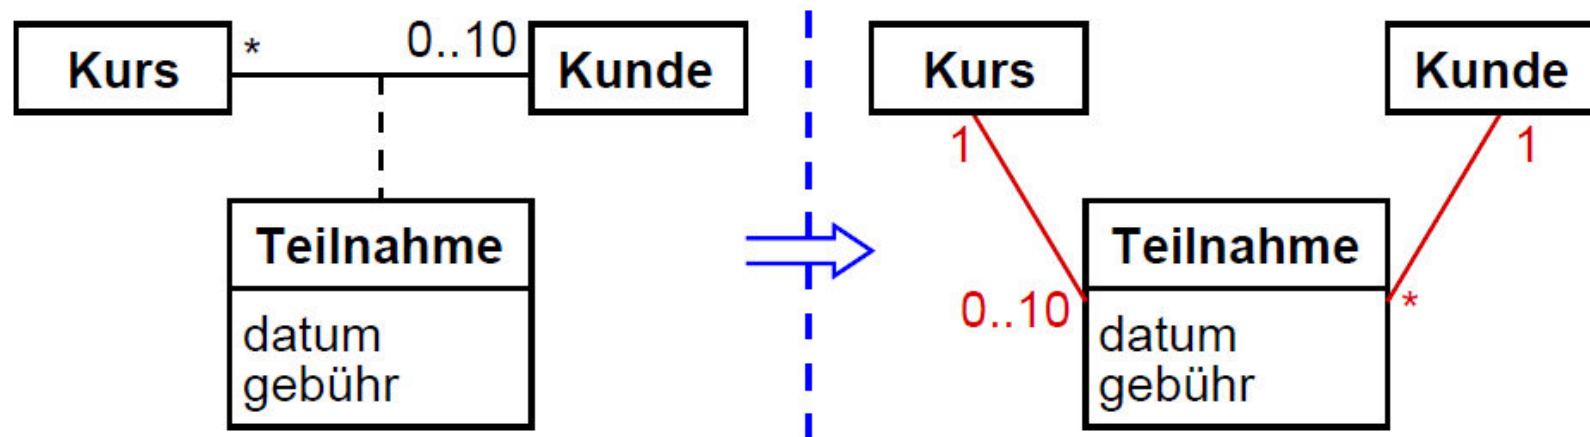 Kurs
*
0..10
Kunde
Teilnahme
datum
gebühr
Kurs
1
Kunde
1
Teilnahme
0..10
*
datum
gebühr